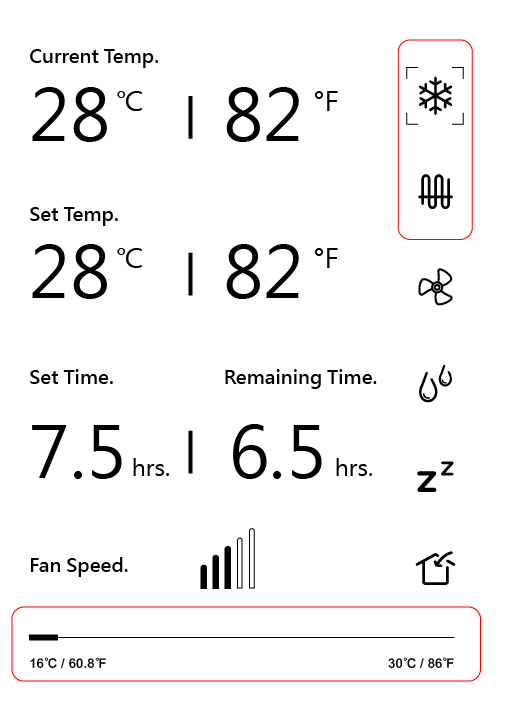 Current Temp.
28 °C | 82 °F
Set Temp.
28 °C | 82 °F
Set Time. Remaining Time.
7.5 hrs. | 6.5 hrs.
zz
Fan Speed.
16°C / 60.8°F 30°C / 86°F